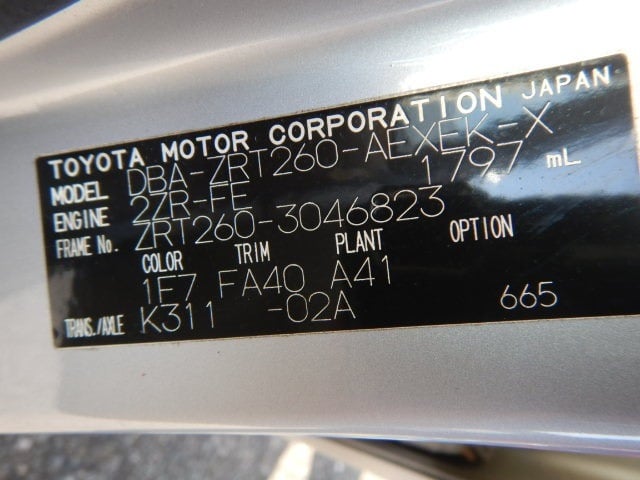 TOYOTA MOTOR CORPORATION JAPAN
MODEL DBA-ZRT260-AEXEK-X
ENGINE 2ZR-FE 1797 mL
FRAME No. ZRT260-3046823
COLOR TRIM PLANT OPTION
1F7 FA40 A41
TRANS./AXLE K311 -02A 665